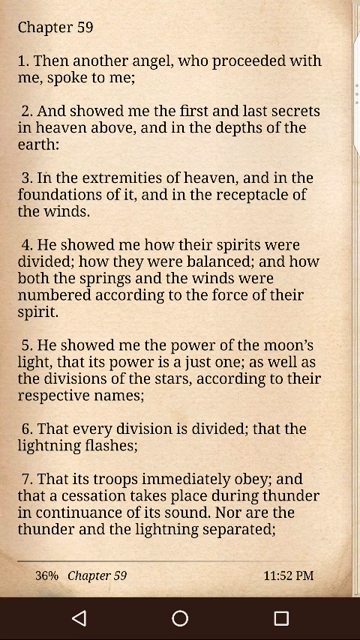 Chapter 59
1. Then another angel, who proceeded with
me, spoke to me;
2. And showed me the first and last secrets
in heaven above, and in the depths of the
earth:
3. In the extremities of heaven, and in the
foundations of it, and in the receptacle of
the winds.
4. He showed me how their spirits were
divided; how they were balanced; and how
both the springs and the winds were
numbered according to the force of their
spirit.
5. He showed me the power of the moon’s
light, that its power is a just one; as well as
the divisions of the stars, according to their
respective names;
6. That every division is divided; that the
lightning flashes;
7. That its troops immediately obey; and
that a cessation takes place during thunder
in continuance of its sound. Nor are the
thunder and the lightning separated;
36% Chapter 59 11:52 PM